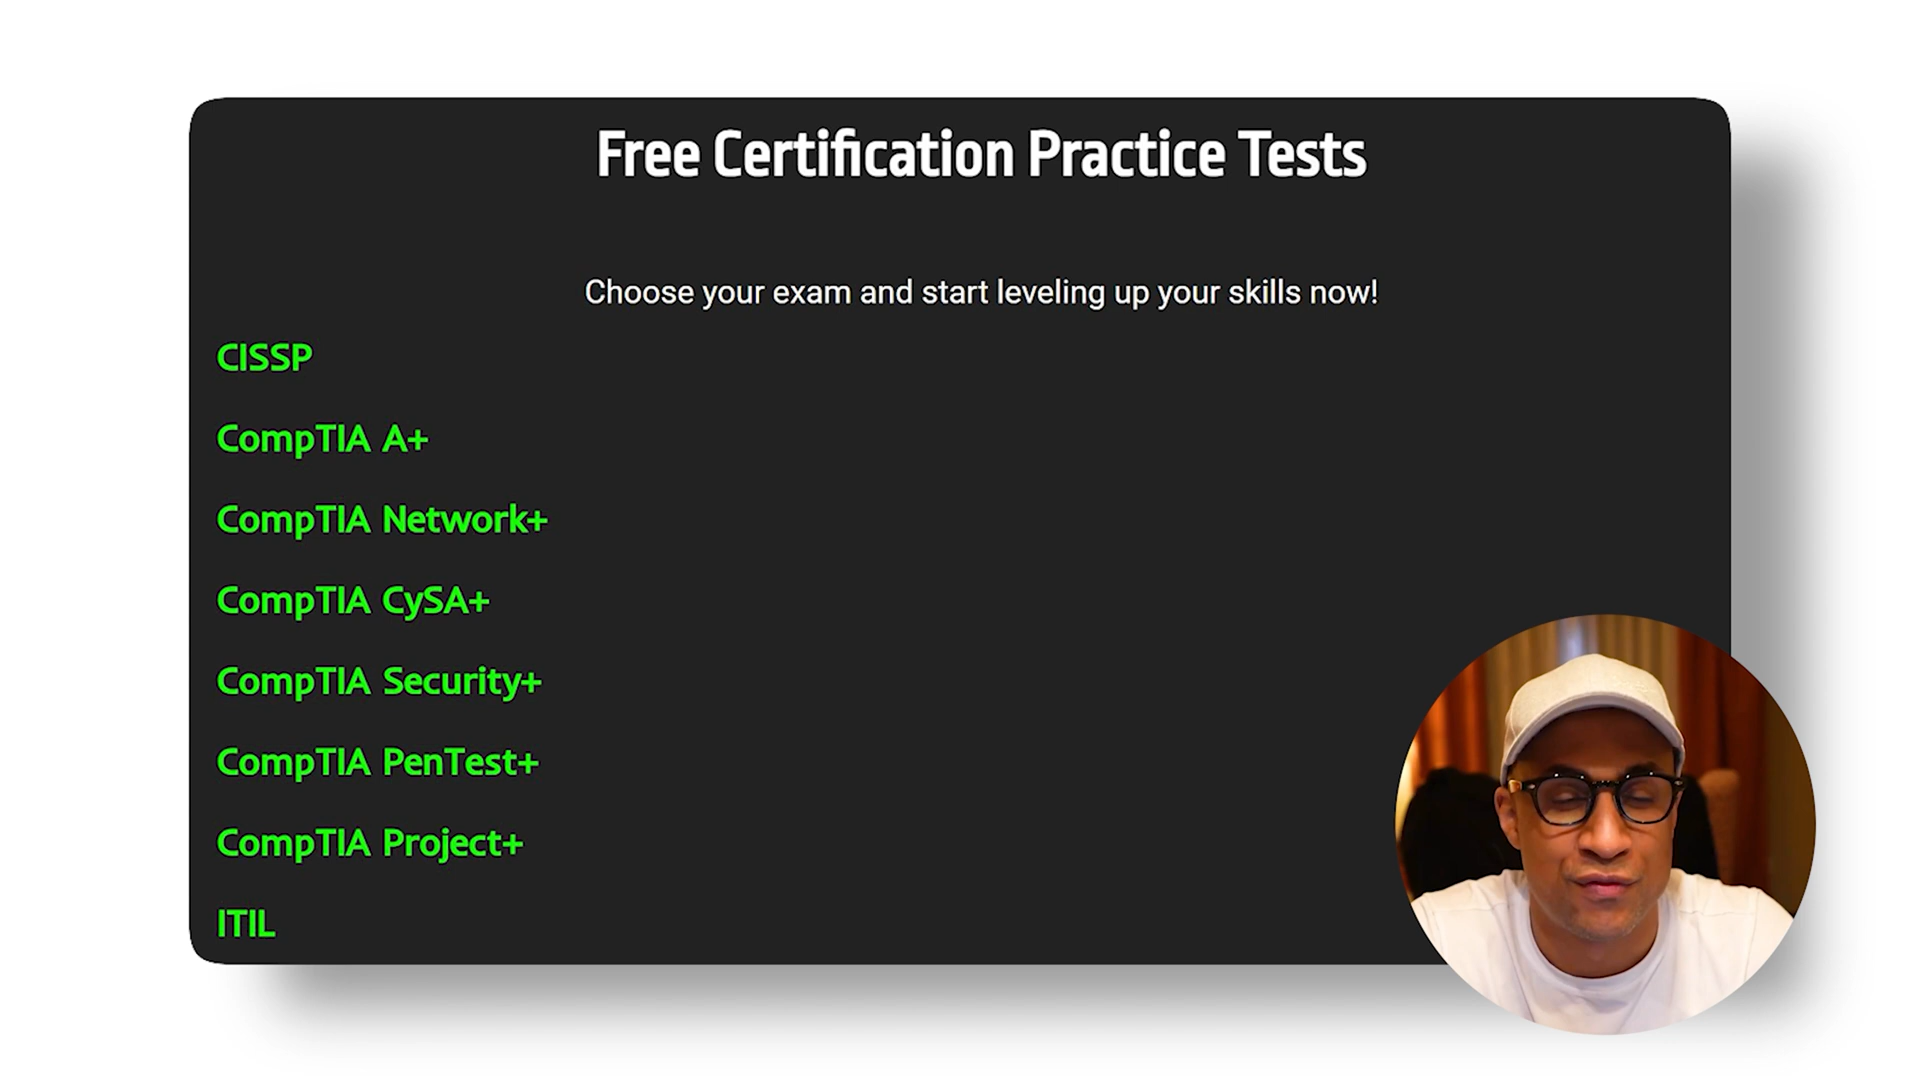 Free Certification Practice Tests
Choose your exam and start leveling up your skills now!
CISSP
CompTIA A+
CompTIA Network+
CompTIA CySA+
CompTIA Security+
CompTIA PenTest+
CompTIA Project+
ITIL